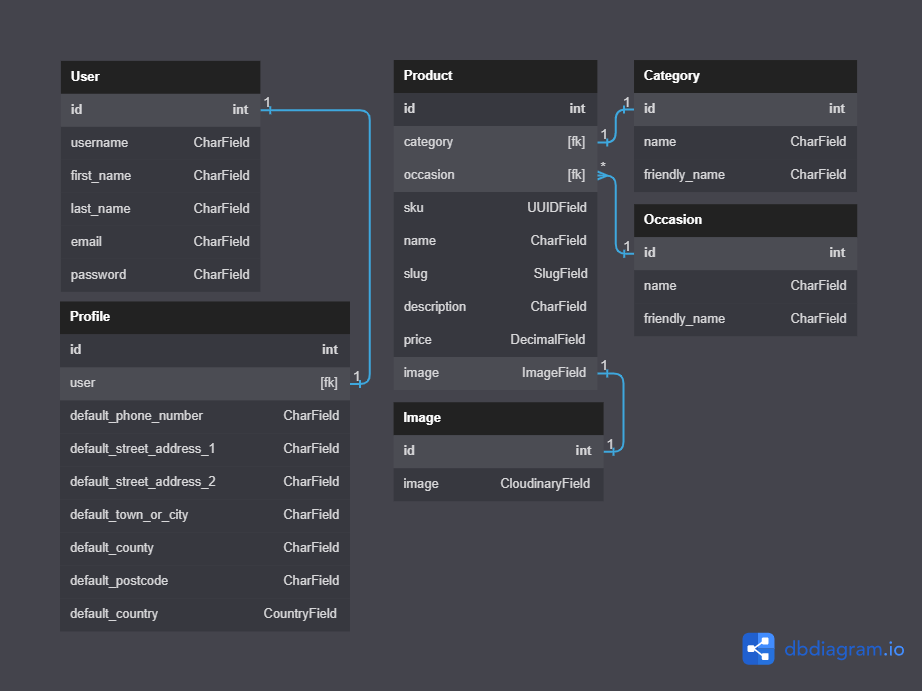 User
id int
username CharField
first_name CharField
last_name CharField
email CharField
password CharField
1
Profile
id int
user [fk]
default_phone_number CharField
default_street_address_1 CharField
default_street_address_2 CharField
default_town_or_city CharField
default_county CharField
default_postcode CharField
default_country CountryField
1
Product
id int
category [fk]
occasion [fk]
sku UUIDField
name CharField
slug SlugField
description CharField
price DecimalField
image ImageField
1
*
1
Image
id int
image CloudinaryField
1
Category
id int
name CharField
friendly_name CharField
1
Occasion
id int
name CharField
friendly_name CharField
1
dbdiagram.io